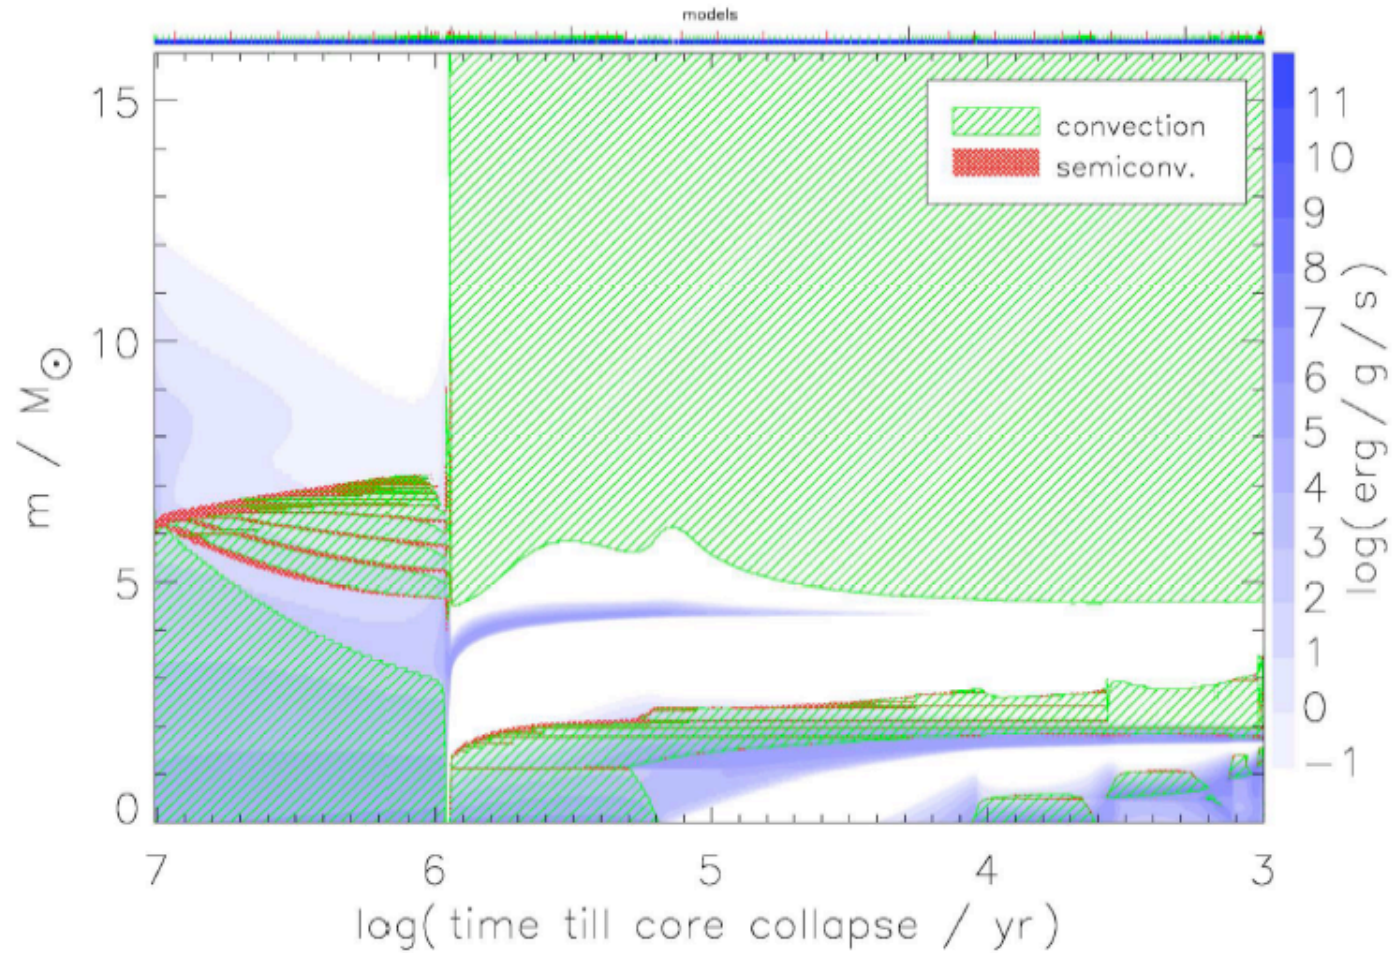 models
15
10
5
0
m / M⊙
convection
semiconv.
11
10
9
8
7
6
5
4
3
2
1
0
−1
log(erg / g / s)
7 6 5 4 3
log(time till core collapse / yr)